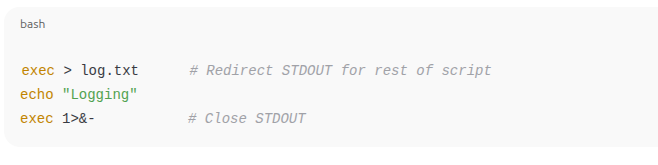 bash
exec > log.txt      # Redirect STDOUT for rest of script
echo "Logging"
exec 1>&-           # Close STDOUT